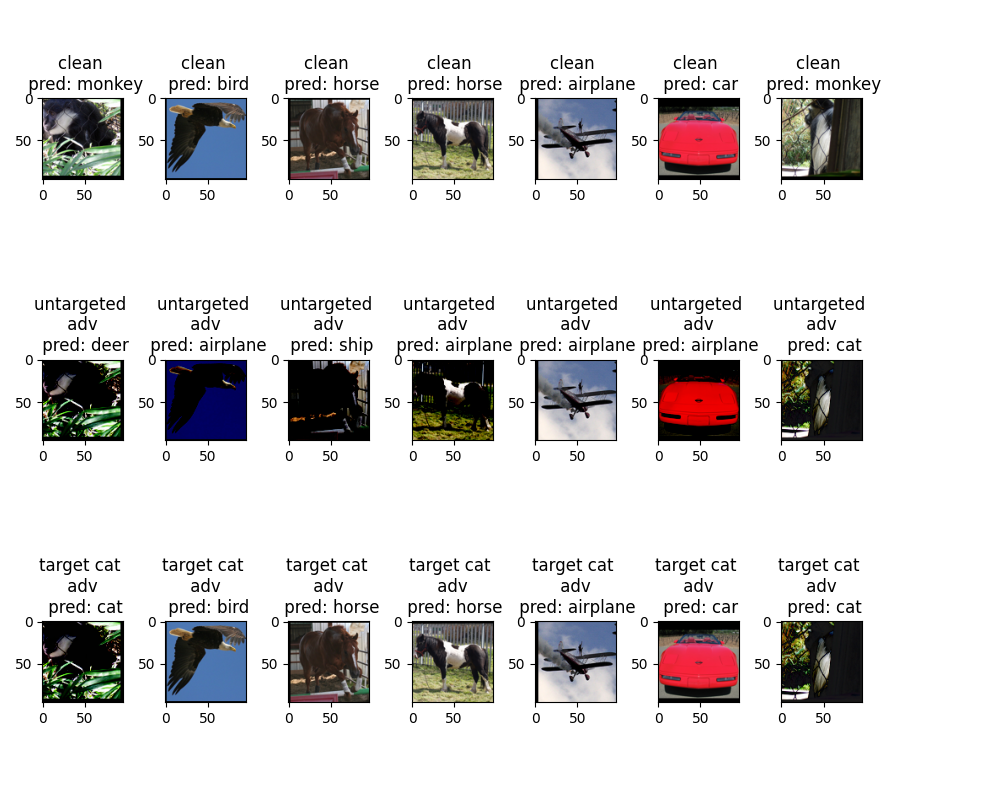 clean clean clean clean clean clean clean
pred: monkey pred: bird pred: horse pred: horse pred: airplane pred: car pred: monkey
0 0 0 0 0 0 0
50 50 50 50 50 50 50
0 50 0 50 0 50 0 50 0 50 0 50 0 50
untargeted untargeted untargeted untargeted untargeted untargeted untargeted
adv adv adv adv adv adv adv
pred: deer pred: airplane pred: ship pred: airplane pred: airplane pred: airplane pred: cat
0 0 0 0 0 0 0
50 50 50 50 50 50 50
0 50 0 50 0 50 0 50 0 50 0 50 0 50
target cat target cat target cat target cat target cat target cat target cat
adv adv adv adv adv adv adv
pred: cat pred: bird pred: horse pred: horse pred: airplane pred: car pred: cat
0 0 0 0 0 0 0
50 50 50 50 50 50 50
0 50 0 50 0 50 0 50 0 50 0 50 0 50